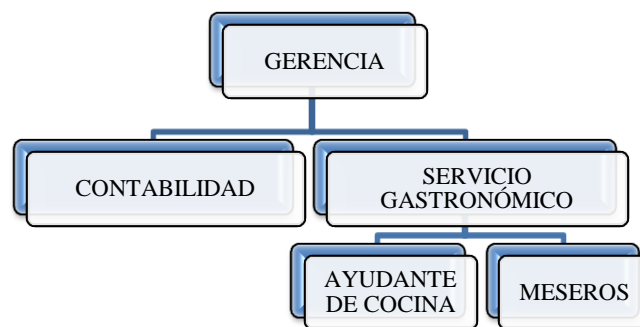 GERENCIA
CONTABILIDAD
SERVICIO
GASTRONÓMICO
AYUDANTE
DE COCINA
MESEROS